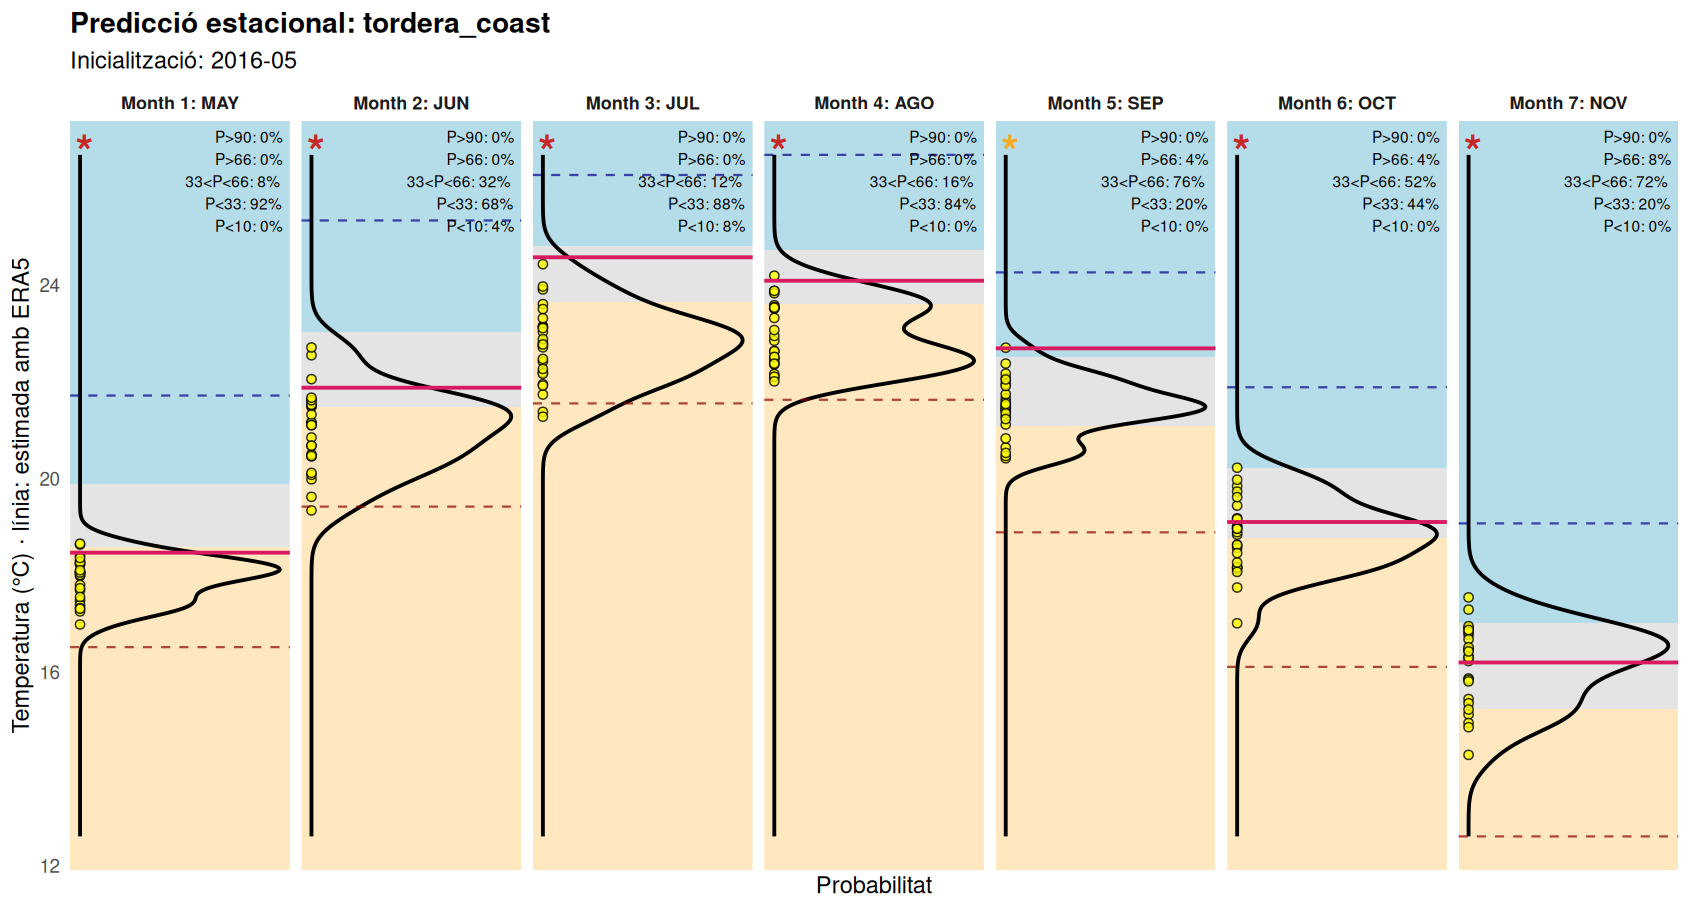 Predicció estacional: tordera_coast
Inicialització: 2016-05
Month 1: MAY
Month 2: JUN
Month 3: JUL
Month 4: AGO
Month 5: SEP
Month 6: OCT
Month 7: NOV
*
P>90: 0%
P>66: 0%
33<P<66: 8%
P<33: 92%
P<10: 0%
*
P>90: 0%
P>66: 0%
33<P<66: 32%
P<33: 68%
P<10: 4%
*
P>90: 0%
P>66: 0%
33<P<66: 12%
P<33: 88%
P<10: 8%
*
P>90: 0%
P>66: 0%
33<P<66: 16%
P<33: 84%
P<10: 0%
*
P>90: 0%
P>66: 4%
33<P<66: 76%
P<33: 20%
P<10: 0%
*
P>90: 0%
P>66: 4%
33<P<66: 52%
P<33: 44%
P<10: 0%
*
P>90: 0%
P>66: 8%
33<P<66: 72%
P<33: 20%
P<10: 0%
Temperatura (°C) · línia: estimada amb ERA5
24
20
16
12
Probabilitat